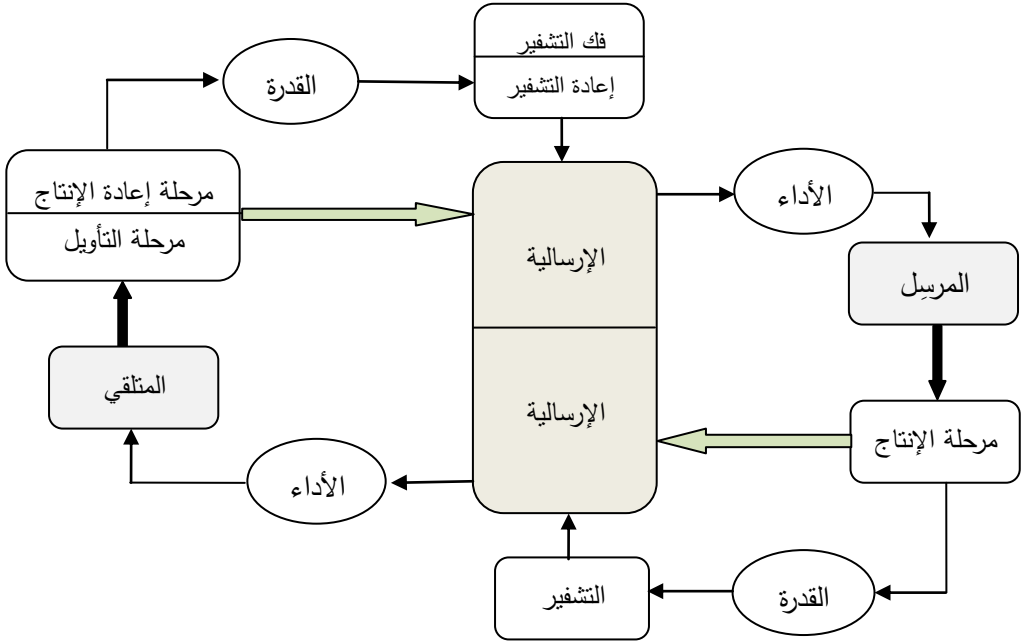 فك التشفير
إعادة التشفير
القدرة
الأداء
مرحلة إعادة الإنتاج
مرحلة التأويل
الإرسالية
المرسِل
المتلقي
الإرسالية
مرحلة الإنتاج
الأداء
التشفير
القدرة